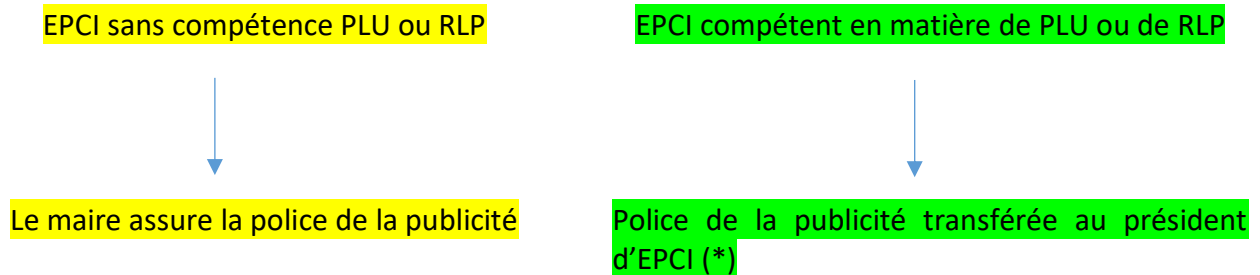 EPCI sans compétence PLU ou RLP
EPCI compétent en matière de PLU ou de RLP
Le maire assure la police de la publicité
Police de la publicité transférée au président
d’EPCI (*)